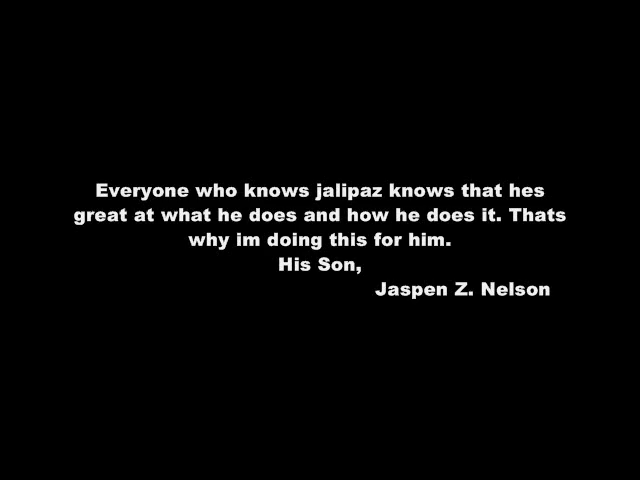 Everyone who knows jalipaz knows that hes
great at what he does and how he does it. Thats
why im doing this for him.
His Son,
Jaspen Z. Nelson